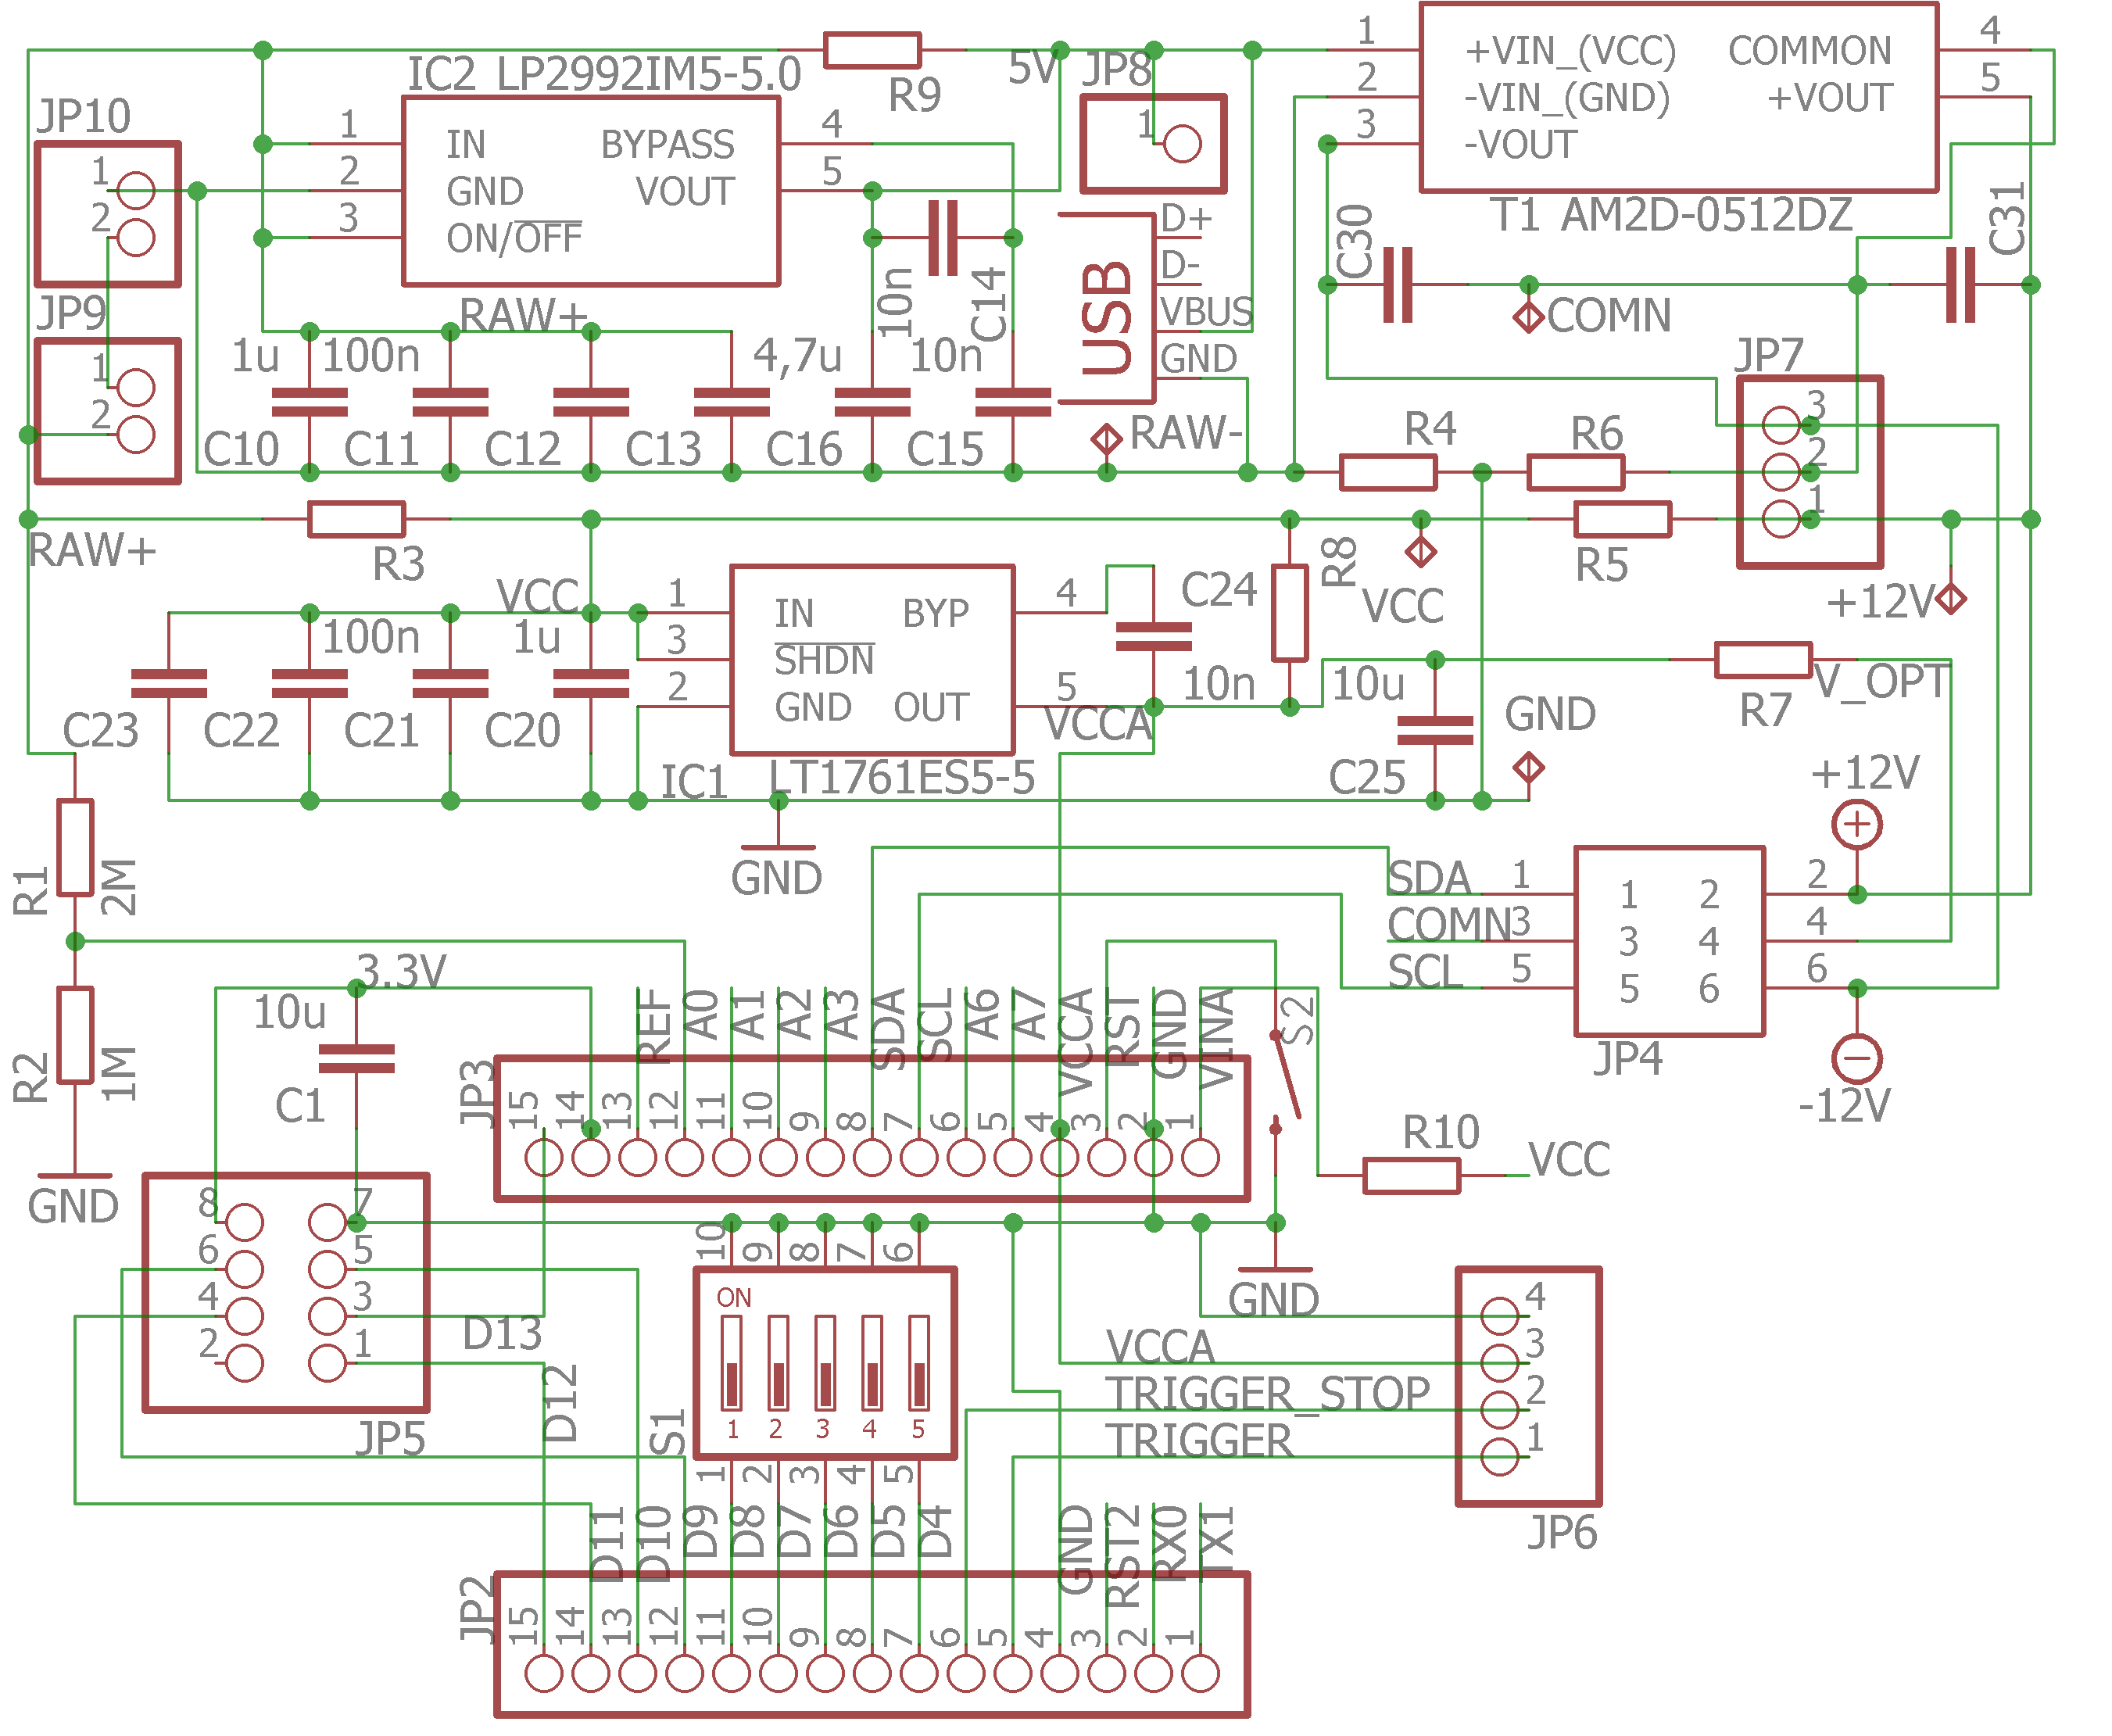 IC2 LP2992IM5-5.0
R9
5V
JP8
1
1 IN
2 GND
3 ON/OFF
BYPASS 4
VOUT 5
JP10
1
2
JP9
1
2
1 +VIN_(VCC)
2 -VIN_(GND)
3 -VOUT
COMMON 4
+VOUT 5
T1 AM2D-0512DZ
D+
D-
VBUS
GND
USB
C30
C31
COMN
RAW+
1u
100n
4,7u
10n
10n
C14
C10
C11
C12
C13
C16
C15
RAW-
R4
R6
JP7
3
2
1
RAW+
R3
R8
VCC
R5
+12V
VCC
100n
1u
1 IN
3 SHDN
2 GND
BYP 4
OUT 5
C24
10n
VCCA
10u
R7
V_OPT
GND
C23
C22
C21
C20
IC1
LT1761ES5-5
C25
GND
+12V
R1
2M
SDA 1
COMN 3
SCL 5
1 2
3 4
5 6
2
4
6
JP4
-12V
R2
1M
GND
3.3V
10u
C1
REF
A0
A1
A2
A3
SDA
SCL
A6
A7
VCCA
RST
GND
VINA
S2
JP3
15
14
13
12
11
10
9
8
7
6
5
4
3
2
1
R10
VCC
8 7
6 5
4 3
2 1
JP5
D13
D12
10
9
8
7
6
ON
1
2
3
4
5
S1
1
2
3
4
5
GND
VCCA
TRIGGER_STOP
TRIGGER
4
3
2
1
JP6
D11
D10
D9
D8
D7
D6
D5
D4
GND
RST2
RX0
TX1
JP2
15
14
13
12
11
10
9
8
7
6
5
4
3
2
1